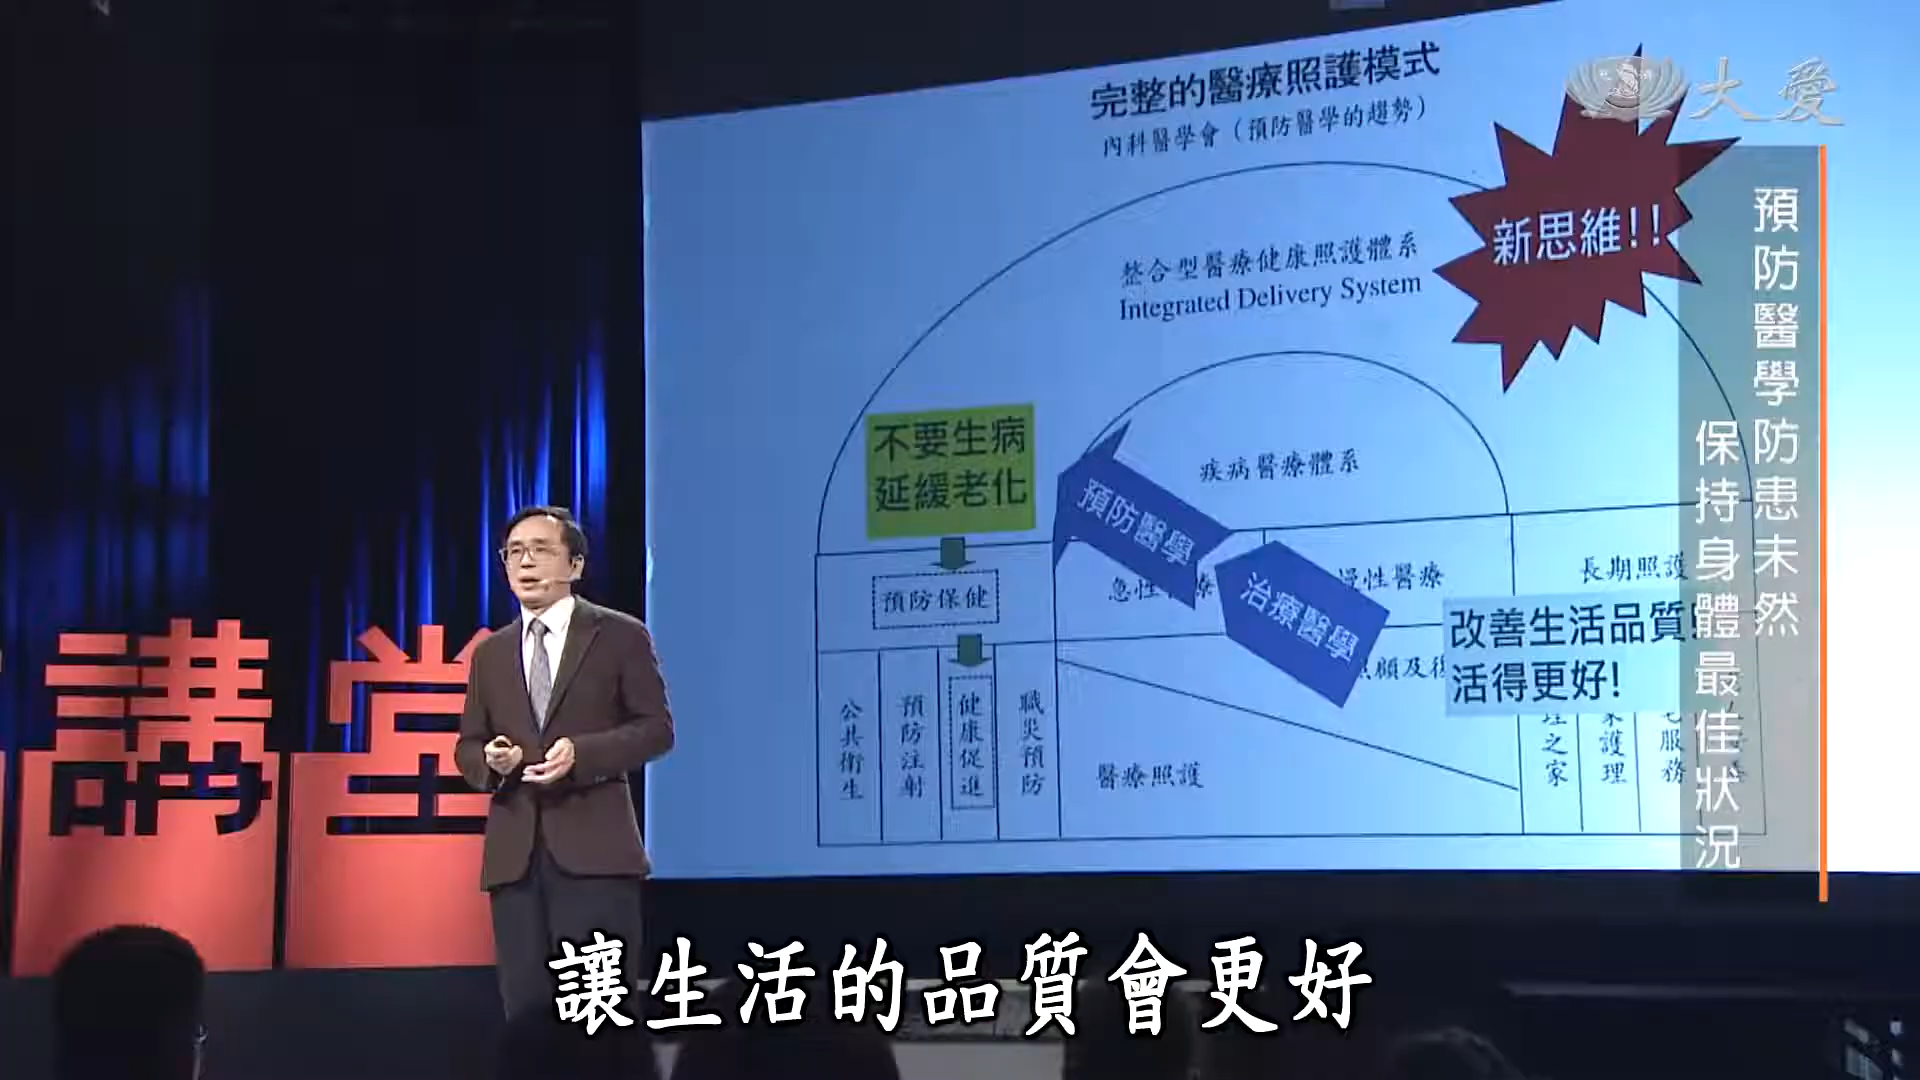 完整的醫療照護模式
內科醫學會（預防醫學的趨勢）
大愛
新思維!!
整合型醫療健康照護體系
Integrated Delivery System
預防醫學防患未然
保持身體最佳狀況
不要生病
延緩老化
疾病醫療體系
預防醫學
治療醫學
預防保健
急性
療
慢性醫療
長期照護
改善生活品質!
活得更好!
公共衛生
預防注射
健康促進
職災預防
醫療照護
照顧及復
之家
護理
服務
講堂
讓生活的品質會更好